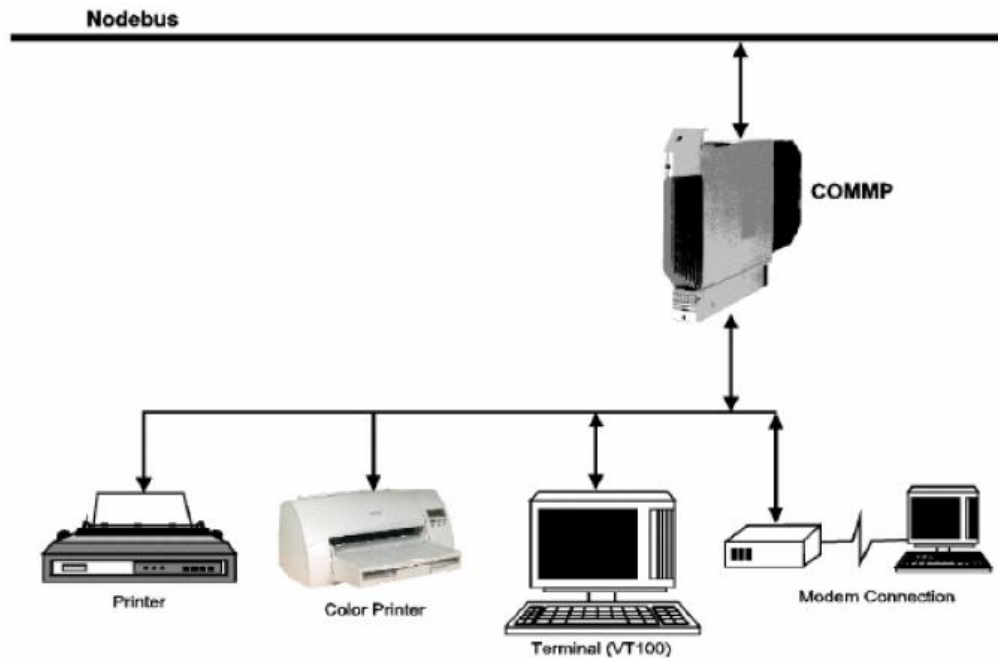 Nodebus
COMMP
Printer
Color Printer
Terminal (VT100)
Modem Connection